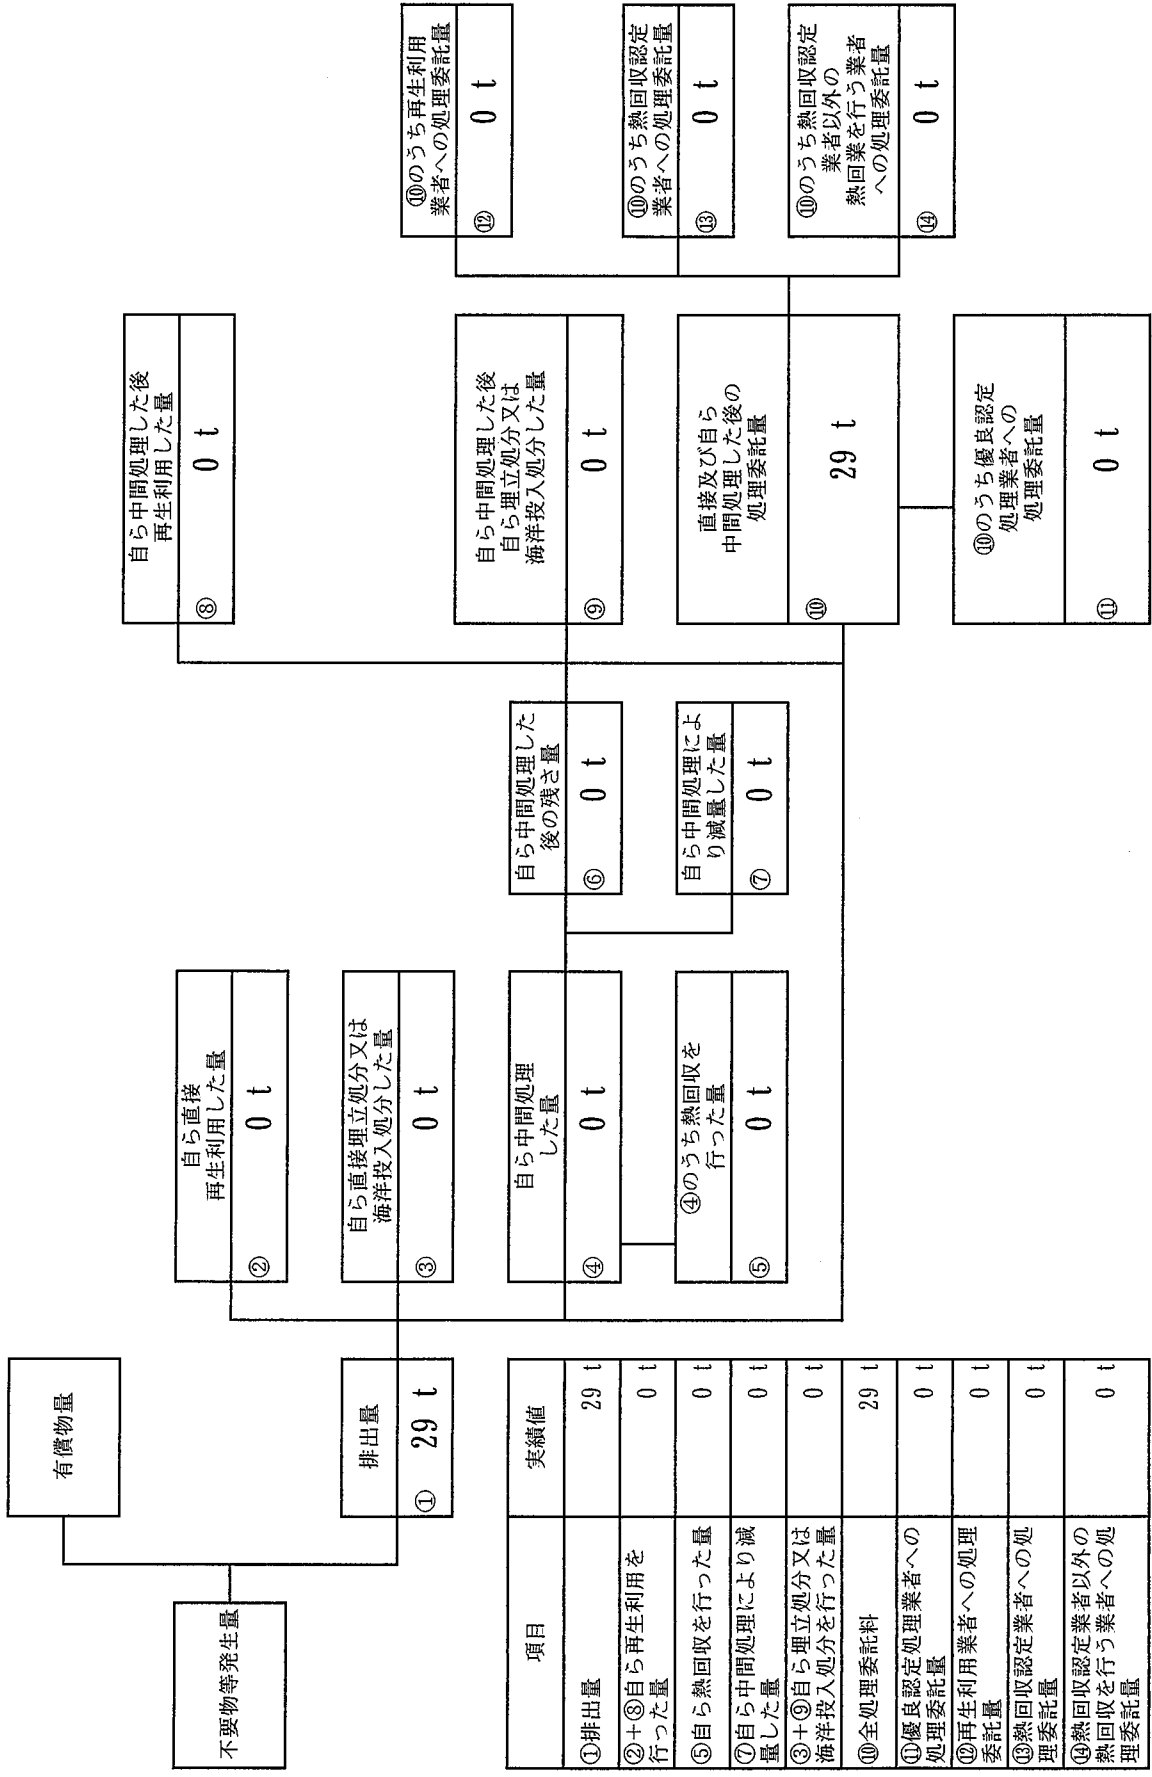 不要物等発生量
有償物量
排出量
① 29 t
自ら直接
再生利用した量
② 0 t
自ら直接埋立処分又は
海洋投入処分した量
③ 0 t
自ら中間処理
した量
④ 0 t
④のうち熱回収を
行った量
⑤ 0 t
自ら中間処理した
後の残さ量
⑥ 0 t
自ら中間処理によ
り減量した量
⑦ 0 t
自ら中間処理した後
再生利用した量
⑧ 0 t
自ら中間処理した後
自ら埋立処分又は
海洋投入処分した量
⑨ 0 t
直接及び自ら
中間処理した後の
処理委託量
⑩ 29 t
⑩のうち優良認定
処理業者への
処理委託量
⑪ 0 t
⑩のうち再生利用
業者への処理委託量
⑫ 0 t
⑩のうち熱回収認定
業者への処理委託量
⑬ 0 t
⑩のうち熱回収認定
業者以外の
熱回業を行う業者
への処理委託量
⑭ 0 t
項目 実績値
①排出量 29 t
②+⑧自ら再生利用を
行った量 0 t
⑤自ら熱回収を行った量 0 t
⑦自ら中間処理により減
量した量 0 t
③+⑨自ら埋立処分又は
海洋投入処分を行った量 0 t
⑩全処理委託料 29 t
⑪優良認定処理業者への
処理委託量 0 t
⑫再生利用業者への処理
委託量 0 t
⑬熱回収認定業者への処
理委託量 0 t
⑭熱回収認定業者以外の
熱回収を行う業者への処
理委託量 0 t